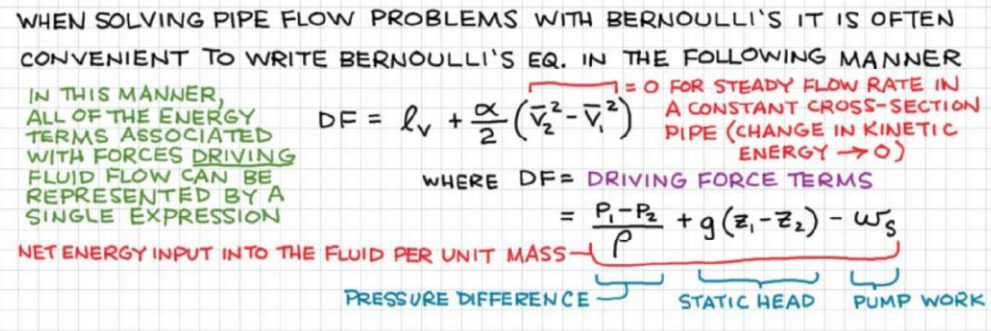 WHEN SOLVING PIPE FLOW PROBLEMS WITH BERNOULLI'S IT IS OFTEN
CONVENIENT TO WRITE BERNOULLI'S EQ. IN THE FOLLOWING MANNER
IN THIS MANNER,
ALL OF THE ENERGY
TERMS ASSOCIATED
WITH FORCES DRIVING
FLUID FLOW CAN BE
REPRESENTED BY A
SINGLE EXPRESSION
DF = l_v + α/2 (v̄₂² - v̄₁²)
= 0 FOR STEADY FLOW RATE IN
A CONSTANT CROSS-SECTION
PIPE (CHANGE IN KINETIC
ENERGY → 0)
WHERE DF = DRIVING FORCE TERMS
= (P₁-P₂)/ρ + g(z₁-z₂) - w_s
NET ENERGY INPUT INTO THE FLUID PER UNIT MASS
PRESSURE DIFFERENCE
STATIC HEAD
PUMP WORK